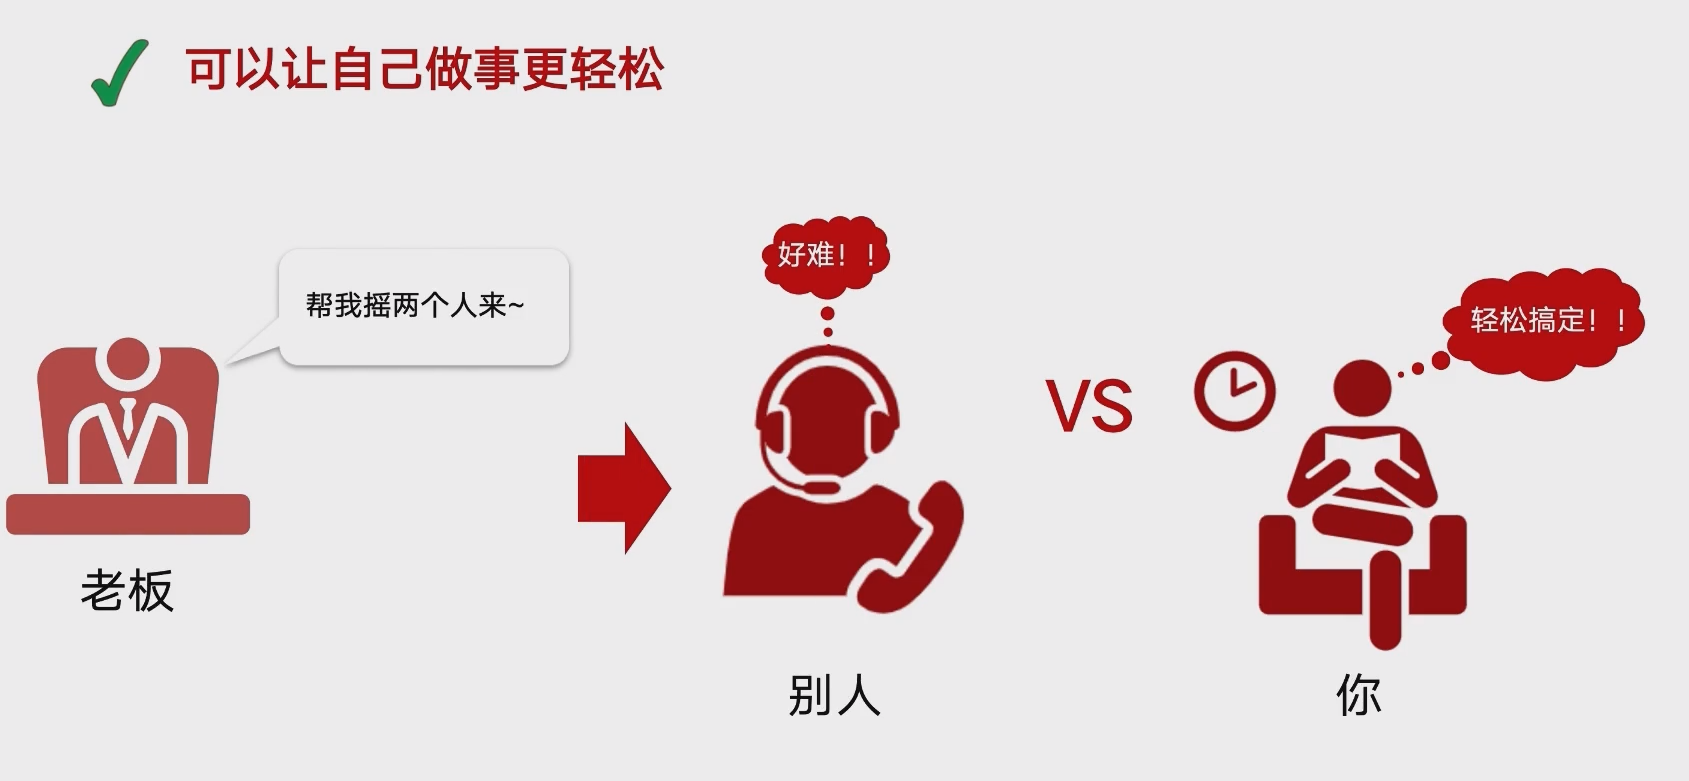 可以让自己做事更轻松
帮我摇两个人来~
好难！！
轻松搞定！！
VS
老板
别人
你